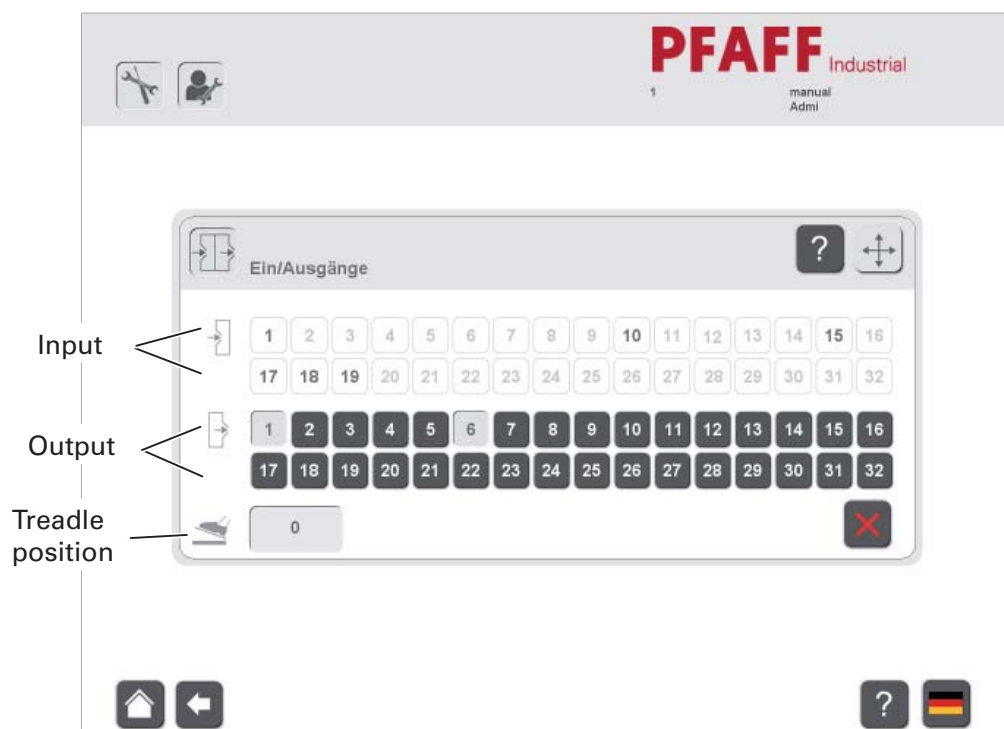 PFAFF Industrial
1 manual
Admi
? 
Ein/Ausgänge
Input
1 2 3 4 5 6 7 8 9 10 11 12 13 14 15 16
17 18 19 20 21 22 23 24 25 26 27 28 29 30 31 32
Output
1 2 3 4 5 6 7 8 9 10 11 12 13 14 15 16
17 18 19 20 21 22 23 24 25 26 27 28 29 30 31 32
Treadle
position
0
?